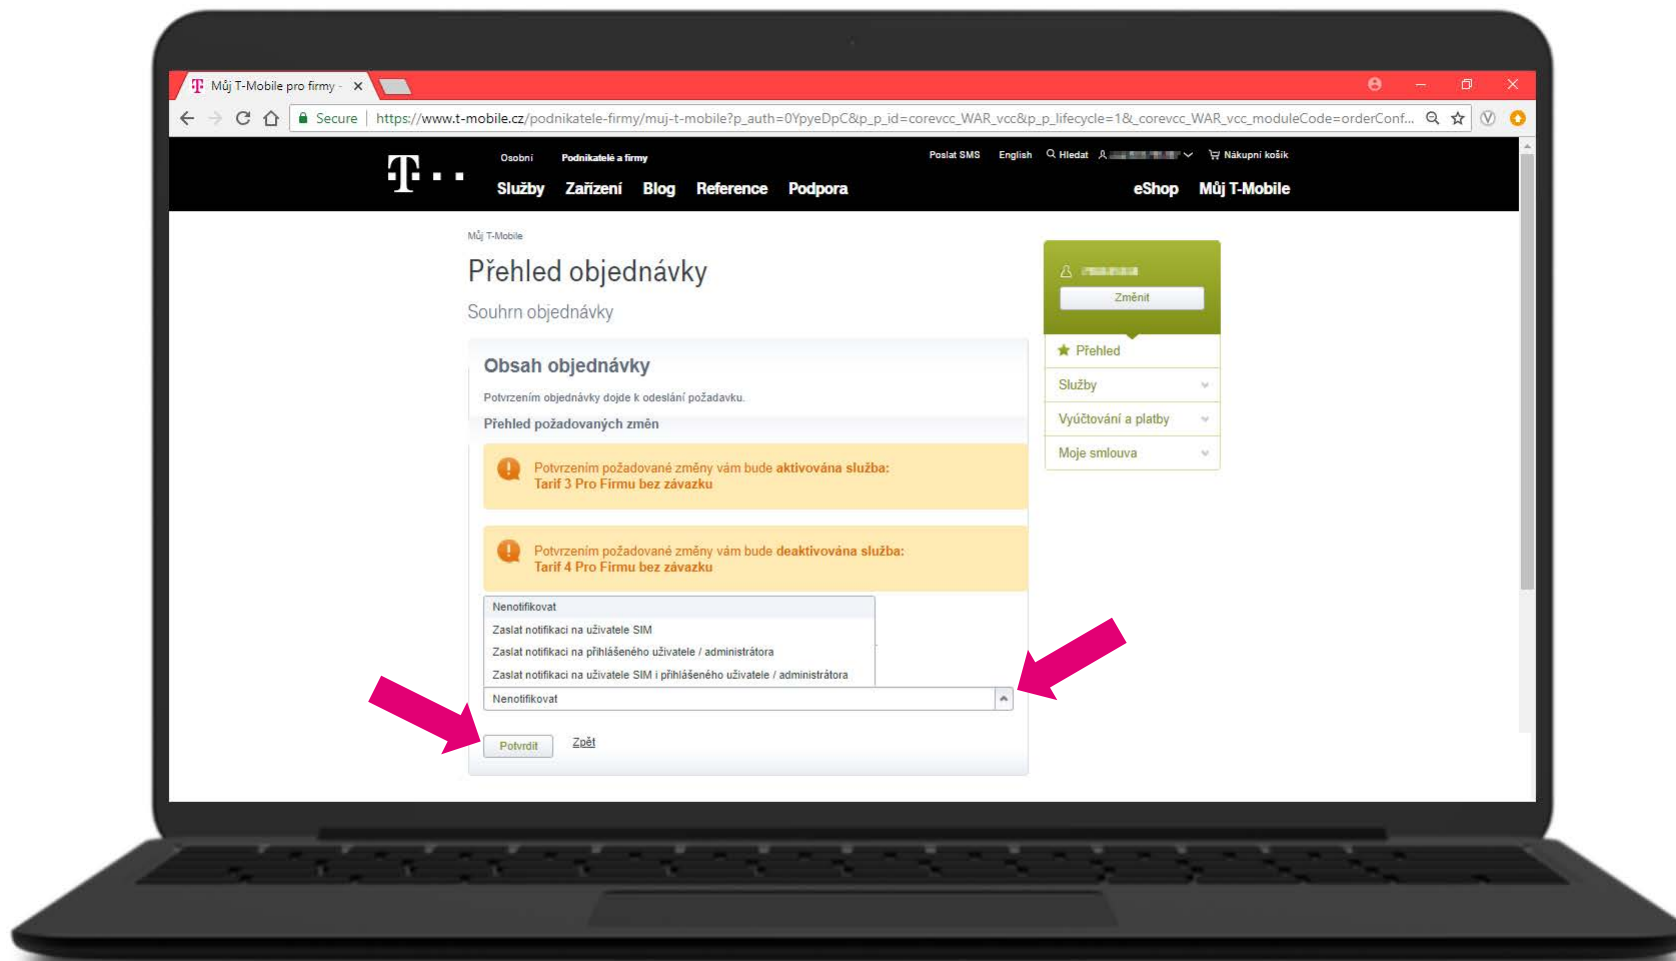 Můj T-Mobile pro firmy -
Secure
https://www.t-mobile.cz/podnikatele-firmy/muj-t-mobile?p_auth=0YpyeDpC&p_p_id=corevcc_WAR_vcc&p_p_lifecycle=1&_corevcc_WAR_vcc_moduleCode=orderConf...
Osobní Podnikatelé a firmy Poslat SMS English Hledat Nákupní košík
T
Služby Zařízení Blog Reference Podpora eShop Můj T-Mobile
Můj T-Mobile
Přehled objednávky
Souhrn objednávky
Obsah objednávky
Potvrzením objednávky dojde k odeslání požadavku.
Přehled požadovaných změn
Potvrzením požadované změny vám bude aktivována služba:
Tarif 3 Pro Firmu bez závazku
Potvrzením požadované změny vám bude deaktivována služba:
Tarif 4 Pro Firmu bez závazku
Nenotifikovat
Zaslat notifikaci na uživatele SIM
Zaslat notifikaci na přihlášeného uživatele / administrátora
Zaslat notifikaci na uživatele SIM i přihlášeného uživatele / administrátora
Nenotifikovat
Potvrdit Zpět
Změnit
Přehled
Služby
Vyúčtování a platby
Moje smlouva